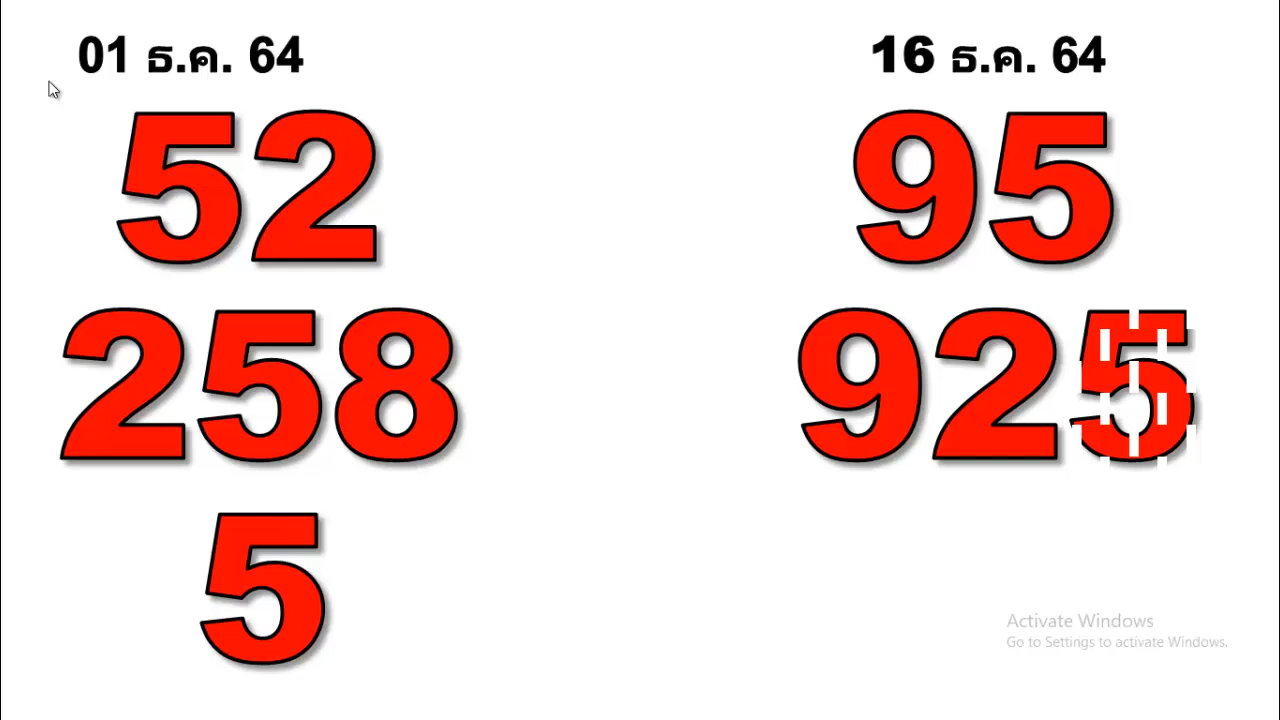 01 ธ.ค. 64
52
258
5
16 ธ.ค. 64
95
925
Activate Windows
Go to Settings to activate Windows.